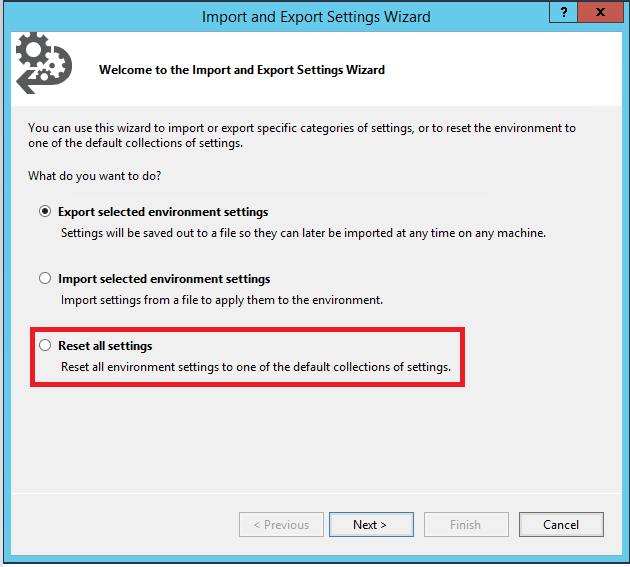 Import and Export Settings Wizard
?
x
Welcome to the Import and Export Settings Wizard
You can use this wizard to import or export specific categories of settings, or to reset the environment to
one of the default collections of settings.
What do you want to do?
Export selected environment settings
Settings will be saved out to a file so they can later be imported at any time on any machine.
Import selected environment settings
Import settings from a file to apply them to the environment.
Reset all settings
Reset all environment settings to one of the default collections of settings.
< Previous
Next >
Finish
Cancel